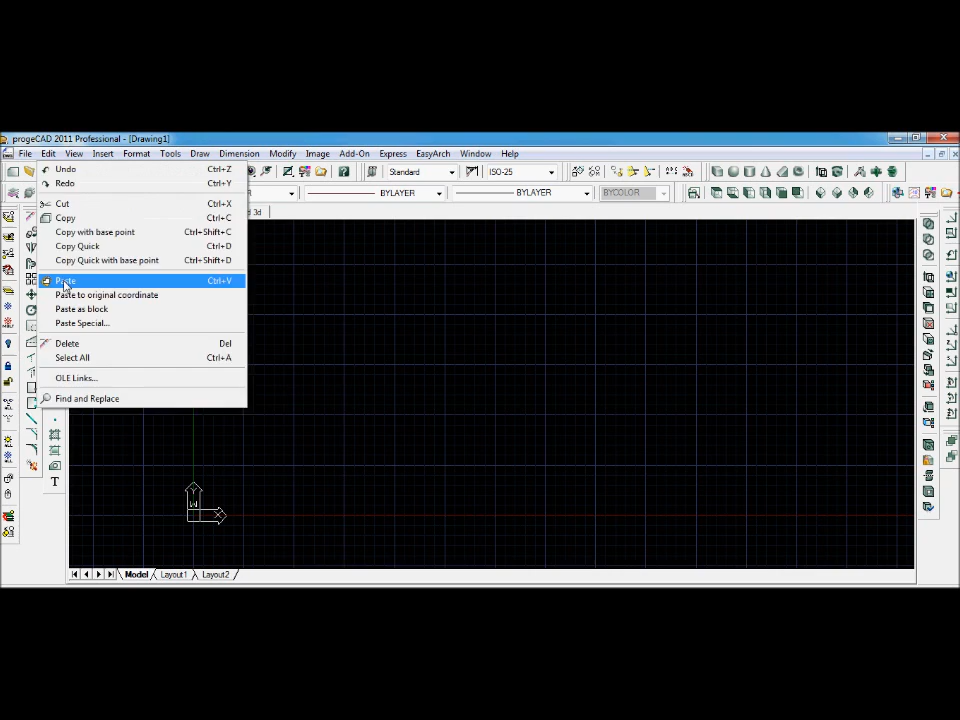 progeCAD 2011 Professional - [Drawing1]
File Edit View Insert Format Tools Draw Dimension Modify Image Add-On Express EasyArch Window Help
Undo Ctrl+Z
Standard ISO-25
Redo Ctrl+Y
BYLAYER BYLAYER BYCOLOR
Cut Ctrl+X
3d
Copy Ctrl+C
Copy with base point Ctrl+Shift+C
Copy Quick Ctrl+D
Copy Quick with base point Ctrl+Shift+D
Paste Ctrl+V
Paste to original coordinate
Paste as block
Paste Special...
Delete Del
Select All Ctrl+A
OLE Links...
Find and Replace
T
Y
W
X
Model Layout1 Layout2